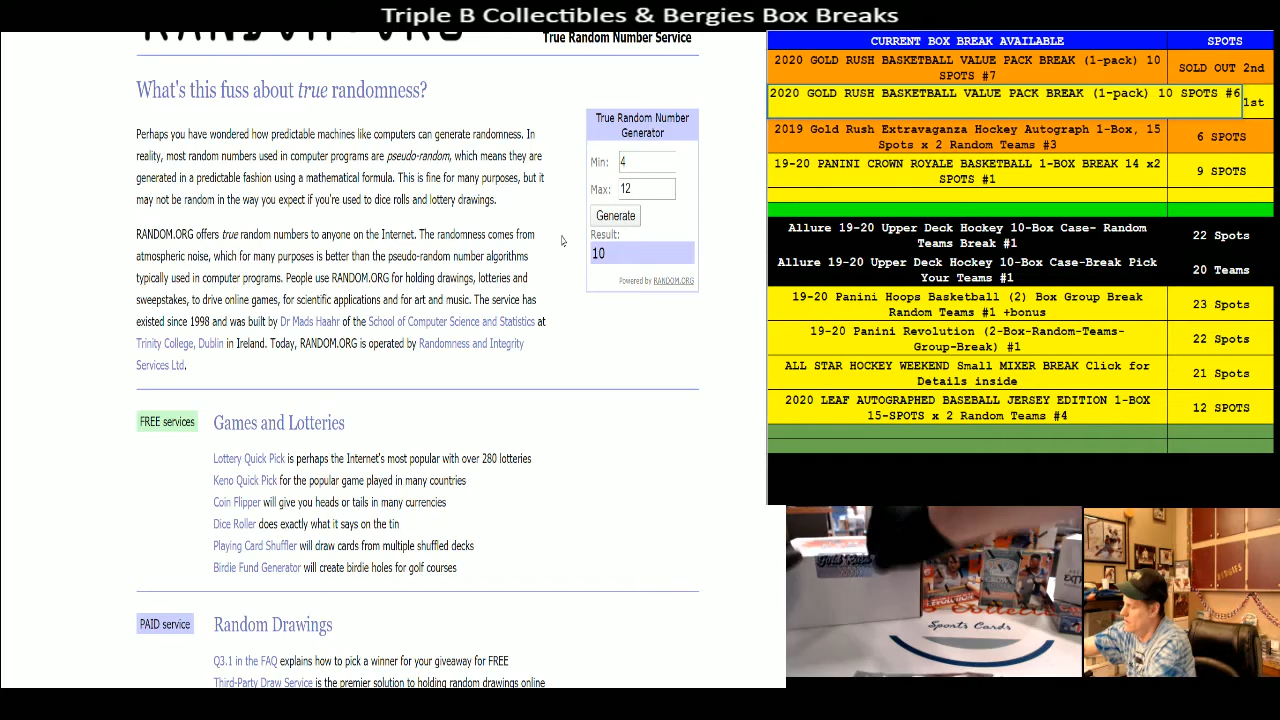 Triple B Collectibles & Bergies Box Breaks
RANDOM.ORG
True Random Number Service
What's this fuss about true randomness?
Perhaps you have wondered how predictable machines like computers can generate randomness. In
reality, most random numbers used in computer programs are pseudo-random, which means they are
generated in a predictable fashion using a mathematical formula. This is fine for many purposes, but it
may not be random in the way you expect if you're used to dice rolls and lottery drawings.
RANDOM.ORG offers true random numbers to anyone on the Internet. The randomness comes from
atmospheric noise, which for many purposes is better than the pseudo-random number algorithms
typically used in computer programs. People use RANDOM.ORG for holding drawings, lotteries and
sweepstakes, to drive online games, for scientific applications and for art and music. The service has
existed since 1998 and was built by Dr Mads Haahr of the School of Computer Science and Statistics at
Trinity College, Dublin in Ireland. Today, RANDOM.ORG is operated by Randomness and Integrity
Services Ltd.
True Random Number
Generator
Min: 4
Max: 12
Generate
Result:
10
Powered by RANDOM.ORG
FREE services
Games and Lotteries
Lottery Quick Pick is perhaps the Internet's most popular with over 280 lotteries
Keno Quick Pick for the popular game played in many countries
Coin Flipper will give you heads or tails in many currencies
Dice Roller does exactly what it says on the tin
Playing Card Shuffler will draw cards from multiple shuffled decks
Birdie Fund Generator will create birdie holes for golf courses
PAID service
Random Drawings
Q3.1 in the FAQ explains how to pick a winner for your giveaway for FREE
Third-Party Draw Service is the premier solution to holding random drawings online
CURRENT BOX BREAK AVAILABLE SPOTS
2020 GOLD RUSH BASKETBALL VALUE PACK BREAK (1-pack) 10
SPOTS #7
SOLD OUT 2nd
2020 GOLD RUSH BASKETBALL VALUE PACK BREAK (1-pack) 10 SPOTS #6
1st
2019 Gold Rush Extravaganza Hockey Autograph 1-Box, 15
Spots x 2 Random Teams #3
6 SPOTS
19-20 PANINI CROWN ROYALE BASKETBALL 1-BOX BREAK 14 x2
SPOTS #1
9 SPOTS
Allure 19-20 Upper Deck Hockey 10-Box Case- Random
Teams Break #1
22 Spots
Allure 19-20 Upper Deck Hockey 10-Box Case-Break Pick
Your Teams #1
20 Teams
19-20 Panini Hoops Basketball (2) Box Group Break
Random Teams #1 +bonus
23 Spots
19-20 Panini Revolution (2-Box-Random-Teams-
Group-Break) #1
22 Spots
ALL STAR HOCKEY WEEKEND Small MIXER BREAK Click for
Details inside
21 Spots
2020 LEAF AUTOGRAPHED BASEBALL JERSEY EDITION 1-BOX
15-SPOTS x 2 Random Teams #4
12 SPOTS
Gold Rush
CROWN
Sports Cards